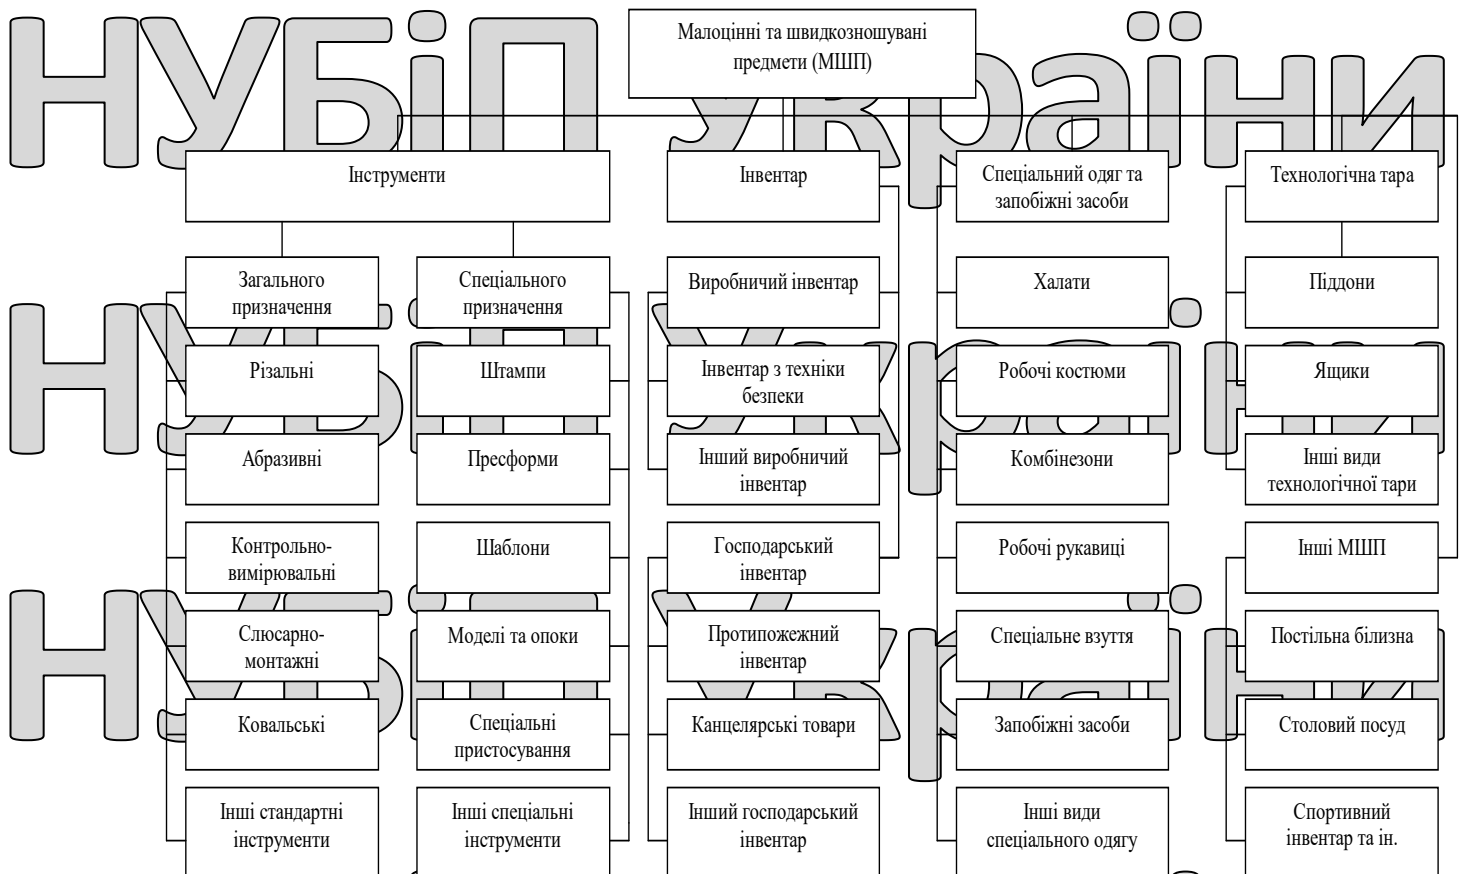 НУБіП України
Малоцінні та швидкозношувані
предмети (МШП)
Інструменти
Інвентар
Спеціальний одяг та
запобіжні засоби
Технологічна тара
Загального
призначення
Спеціального
призначення
Виробничий інвентар
Халати
Піддони
НУБіП України
Різальні
Штампи
Інвентар з техніки
безпеки
Робочі костюми
Ящики
Абразивні
Пресформи
Інший виробничий
інвентар
Комбінезони
Інші види
технологічної тари
Контрольно-
вимірювальні
Шаблони
Господарський
інвентар
Робочі рукавиці
Інші МШП
НУБіП України
Слюсарно-
монтажні
Моделі та опоки
Протипожежний
інвентар
Спеціальне взуття
Постільна білизна
Ковальські
Спеціальні
пристосування
Канцелярські товари
Запобіжні засоби
Столовий посуд
Інші стандартні
інструменти
Інші спеціальні
інструменти
Інший господарський
інвентар
Інші види
спеціального одягу
Спортивний
інвентар та ін.